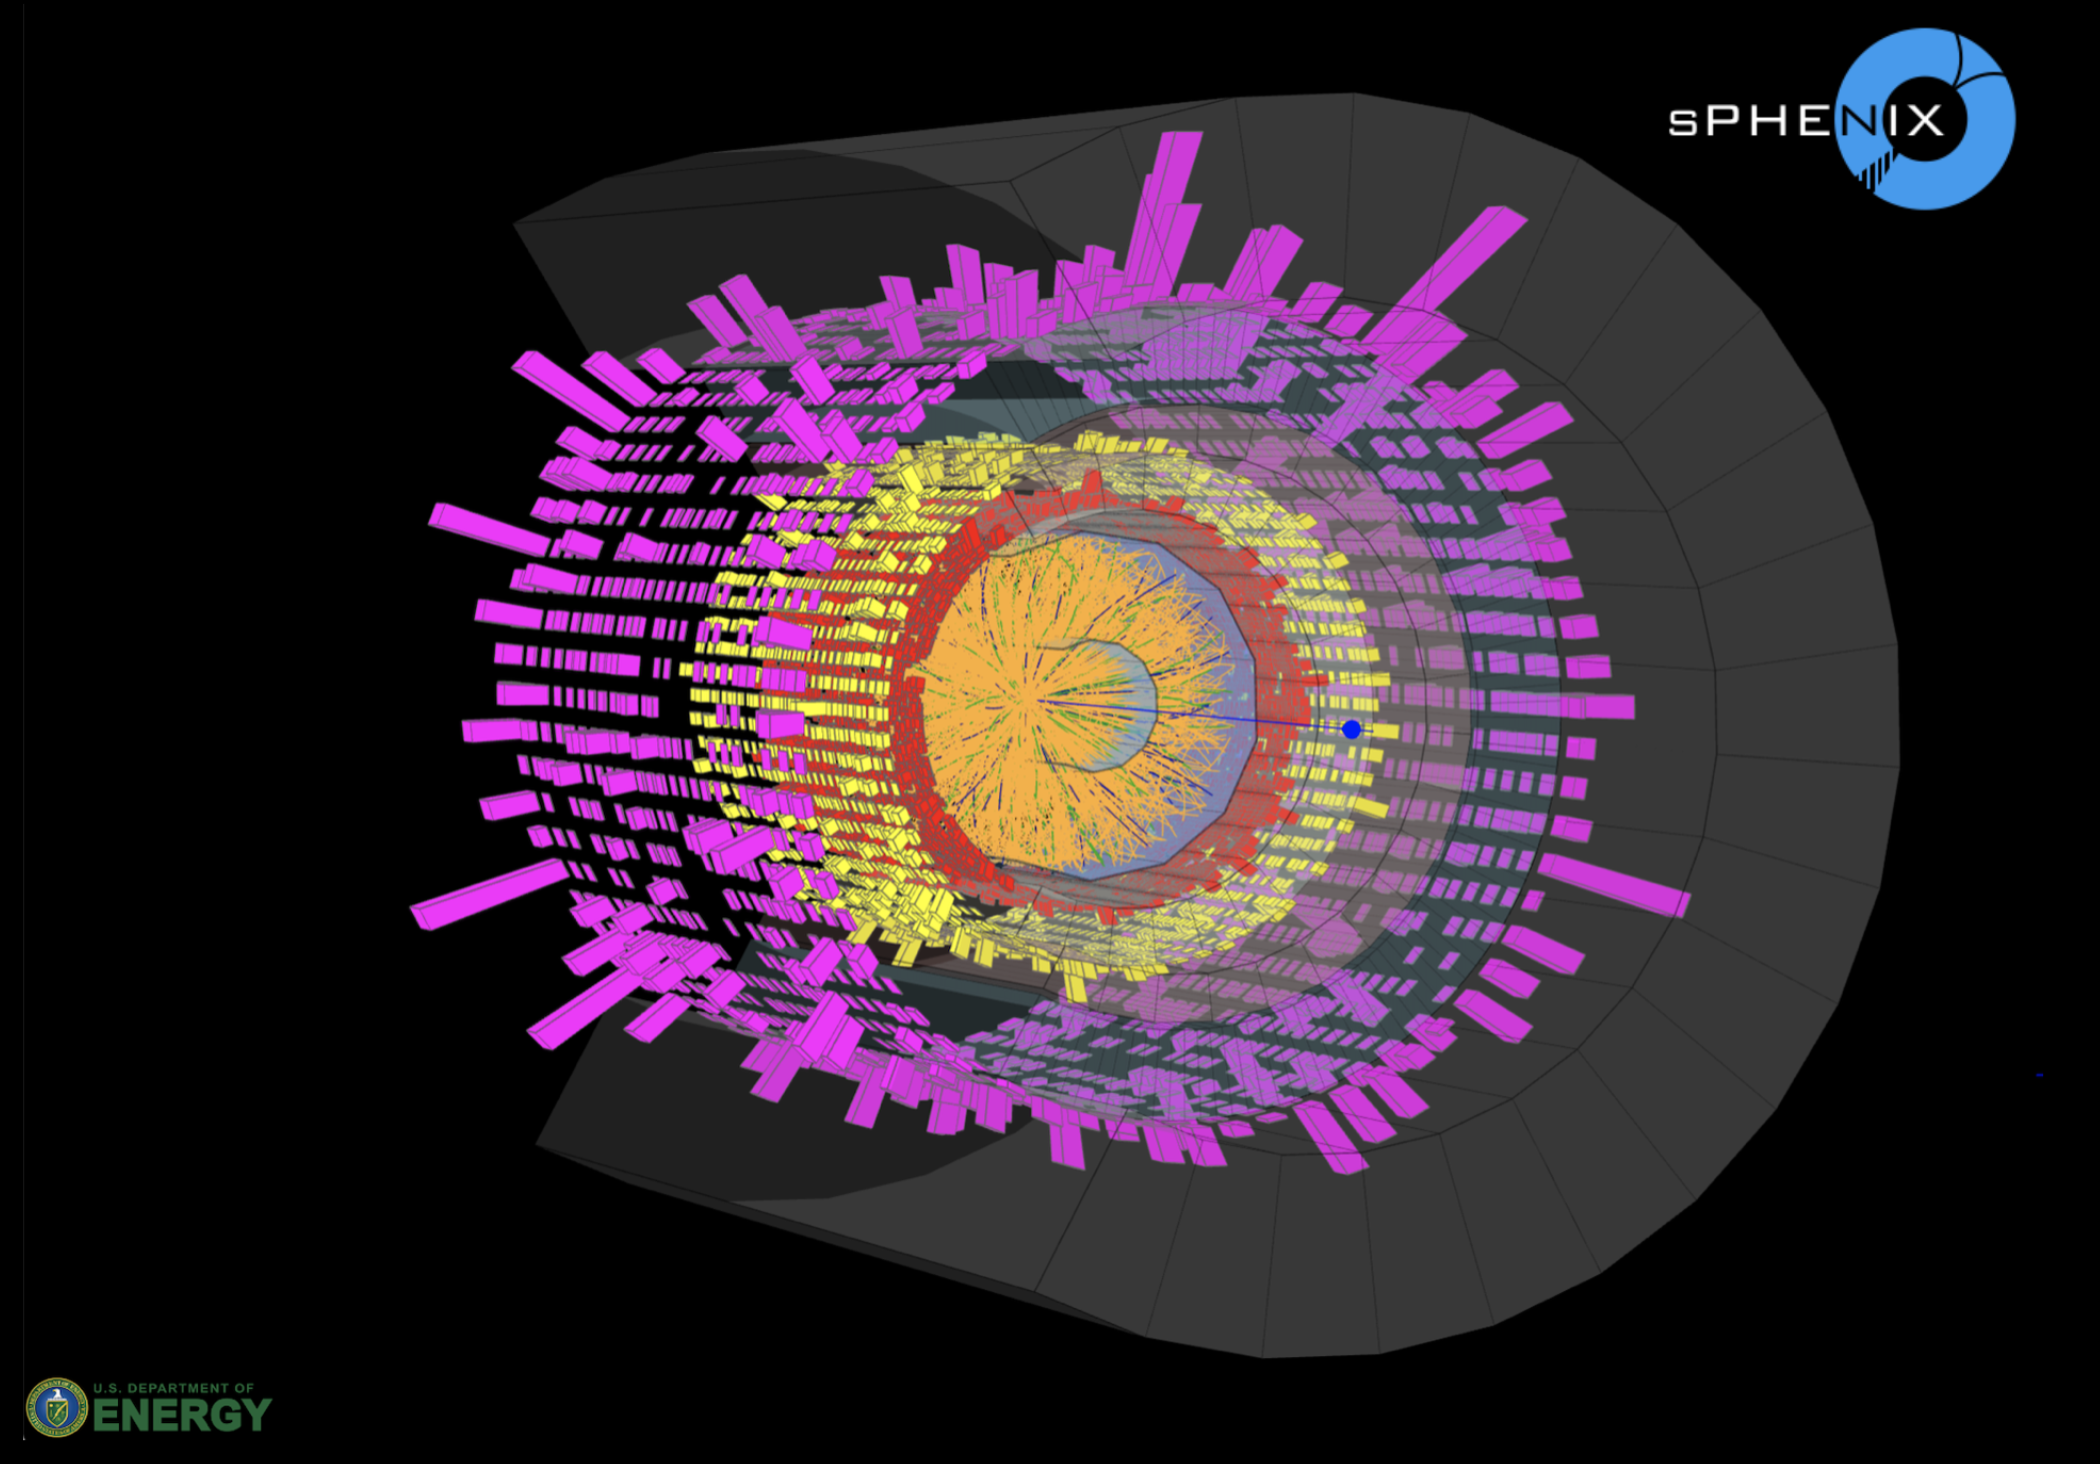 sPHENIX
U.S. DEPARTMENT OF
ENERGY